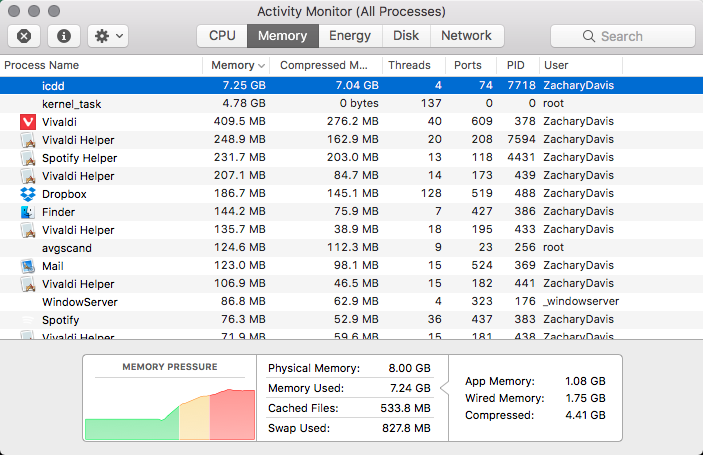 Activity Monitor (All Processes)
CPU Memory Energy Disk Network Search
Process Name Memory Compressed M... Threads Ports PID User
icdd 7.25 GB 7.04 GB 4 74 7718 ZacharyDavis
kernel_task 4.78 GB 0 bytes 137 0 0 root
Vivaldi 409.5 MB 276.2 MB 40 609 378 ZacharyDavis
Vivaldi Helper 248.9 MB 162.9 MB 20 208 7594 ZacharyDavis
Spotify Helper 231.7 MB 203.0 MB 13 118 4431 ZacharyDavis
Vivaldi Helper 207.1 MB 84.7 MB 14 173 439 ZacharyDavis
Dropbox 186.7 MB 145.1 MB 128 519 488 ZacharyDavis
Finder 144.2 MB 75.9 MB 7 427 386 ZacharyDavis
Vivaldi Helper 135.7 MB 38.9 MB 18 195 433 ZacharyDavis
avgscand 124.6 MB 112.3 MB 9 23 256 root
Mail 123.0 MB 98.1 MB 15 524 369 ZacharyDavis
Vivaldi Helper 106.9 MB 46.5 MB 15 182 441 ZacharyDavis
WindowServer 86.8 MB 62.9 MB 4 323 176 _windowserver
Spotify 76.3 MB 52.9 MB 36 437 383 ZacharyDavis
Vivaldi Helper 71.9 MB 59.6 MB 15 181 438 ZacharyDavis
MEMORY PRESSURE
Physical Memory: 8.00 GB
Memory Used: 7.24 GB
Cached Files: 533.8 MB
Swap Used: 827.8 MB
App Memory: 1.08 GB
Wired Memory: 1.75 GB
Compressed: 4.41 GB